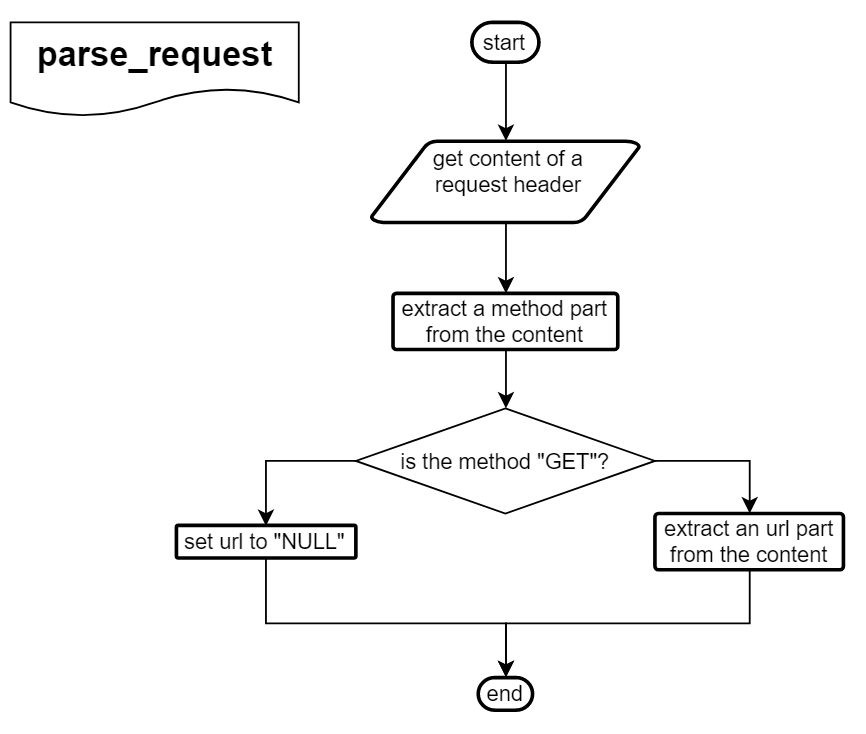 parse_request
start
get content of a
request header
extract a method part
from the content
is the method "GET"?
set url to "NULL"
extract an url part
from the content
end